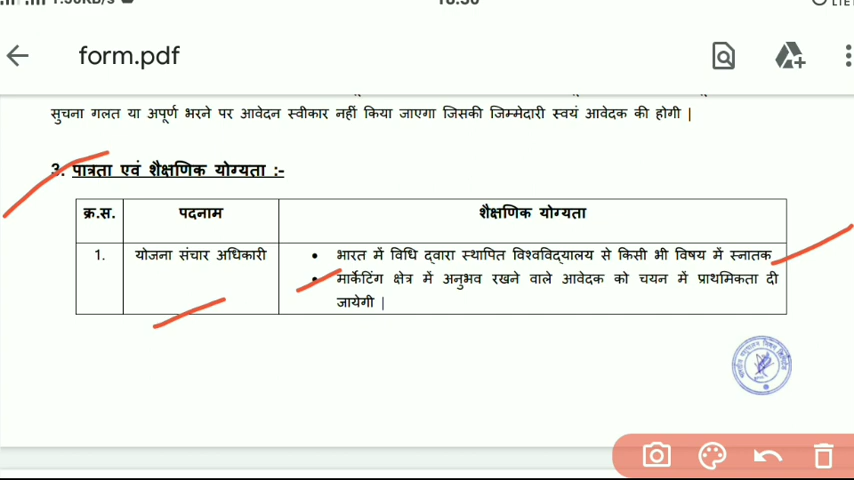 form.pdf
सुचना गलत या अपूर्ण भरने पर आवेदन स्वीकार नहीं किया जाएगा जिसकी जिम्मेदारी स्वयं आवेदक की होगी |
3. पात्रता एवं शैक्षणिक योग्यता :-
क्र.स. पदनाम शैक्षणिक योग्यता
1. योजना संचार अधिकारी • भारत में विधि द्वारा स्थापित विश्वविद्यालय से किसी भी विषय में स्नातक
• मार्केटिंग क्षेत्र में अनुभव रखने वाले आवेदक को चयन में प्राथमिकता दी
जायेगी |